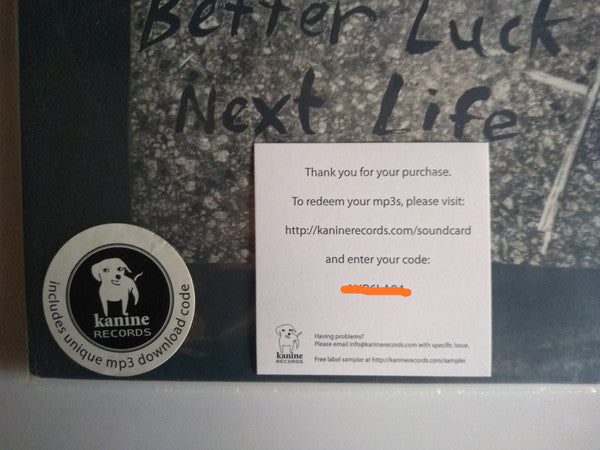 Better Luck
Next Life
Thank you for your purchase.
To redeem your mp3s, please visit:
http://kaninerecords.com/soundcard
and enter your code:
Having problems?
Please email info@kaninerecords.com with specific issue.
Free label sampler at http://kaninerecords.com/sampler
kanine
RECORDS
kanine
RECORDS
includes unique mp3 download code